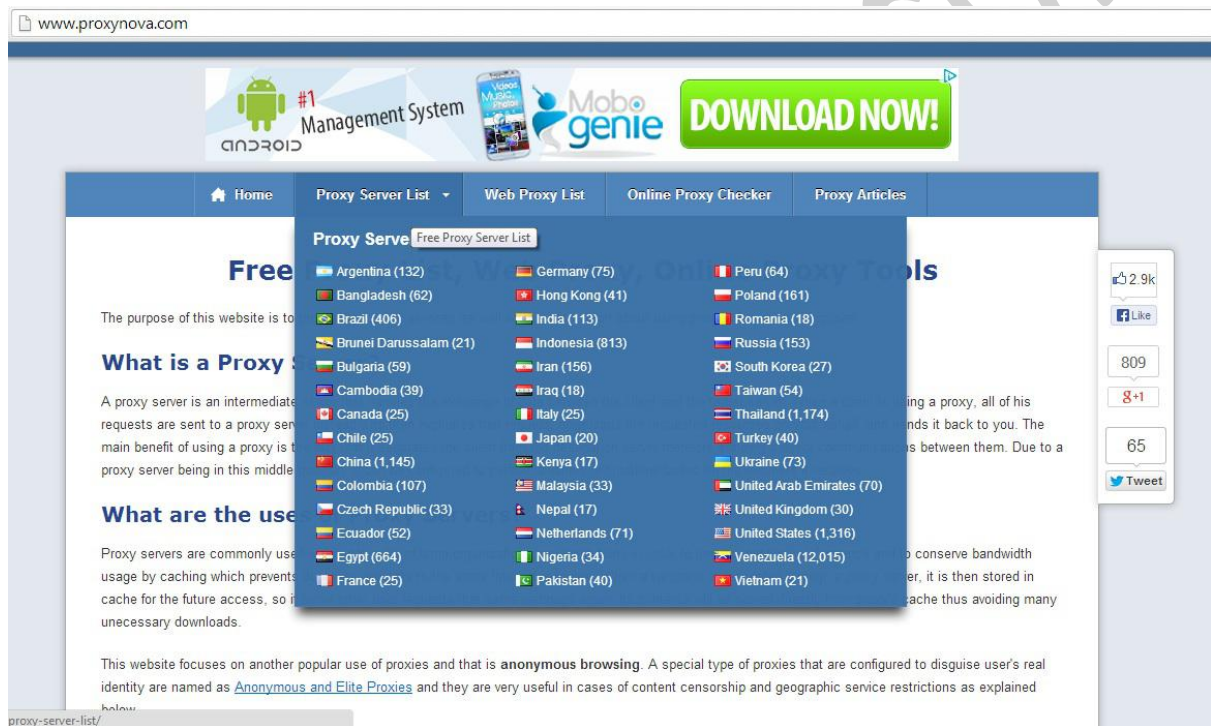 www.proxynova.com
#1
Management System
ANDROID
Mobo
genie
DOWNLOAD NOW!
Home Proxy Server List Web Proxy List Online Proxy Checker Proxy Articles
Proxy Serve
Free Proxy Server List
Free Proxy List, Web Proxy, Online Proxy Tools
Argentina (132) Germany (75) Peru (64)
Bangladesh (62) Hong Kong (41) Poland (161)
Brazil (406) India (113) Romania (18)
Brunei Darussalam (21) Indonesia (813) Russia (153)
Bulgaria (59) Iran (156) South Korea (27)
Cambodia (39) Iraq (18) Taiwan (54)
Canada (25) Italy (25) Thailand (1,174)
Chile (25) Japan (20) Turkey (40)
China (1,145) Kenya (17) Ukraine (73)
Colombia (107) Malaysia (33) United Arab Emirates (70)
Czech Republic (33) Nepal (17) United Kingdom (30)
Ecuador (52) Netherlands (71) United States (1,316)
Egypt (664) Nigeria (34) Venezuela (12,015)
France (25) Pakistan (40) Vietnam (21)
The purpose of this website is to
What is a Proxy
A proxy server is an intermediate ing a proxy, all of his
requests are sent to a proxy serv nds it back to you. The
main benefit of using a proxy is t s between them. Due to a
proxy server being in this middle
What are the uses
Proxy servers are commonly use conserve bandwidth
usage by caching which prevents er, it is then stored in
cache for the future access, so i cache thus avoiding many
unecessary downloads.
This website focuses on another popular use of proxies and that is anonymous browsing. A special type of proxies that are configured to disguise user's real
identity are named as Anonymous and Elite Proxies and they are very useful in cases of content censorship and geographic service restrictions as explained
below
proxy-server-list/
2.9k
Like
809
g+1
65
Tweet